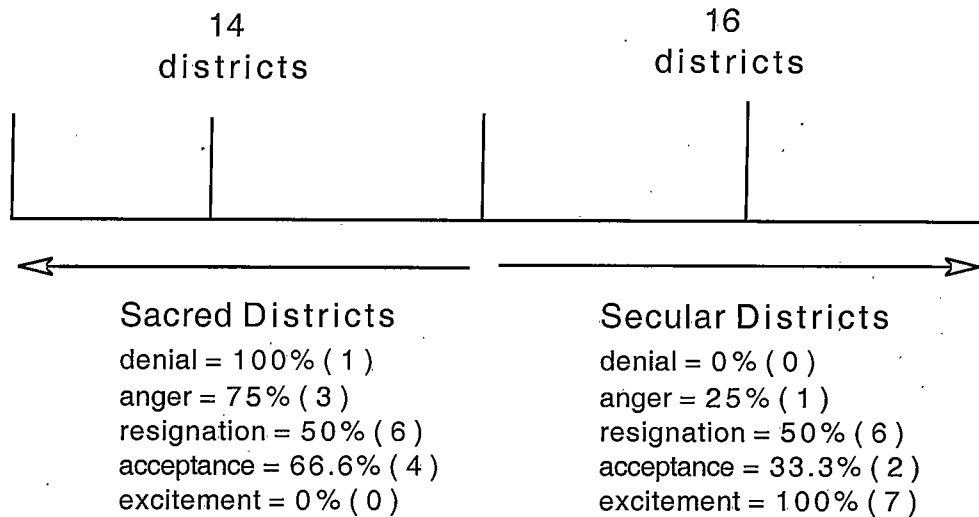 14
districts
16
districts
Sacred Districts
denial = 100% ( 1 )
anger = 75% ( 3 )
resignation = 50% ( 6 )
acceptance = 66.6% ( 4 )
excitement = 0% ( 0 )
Secular Districts
denial = 0% ( 0 )
anger = 25% ( 1 )
resignation = 50% ( 6 )
acceptance = 33.3% ( 2 )
excitement = 100% ( 7 )